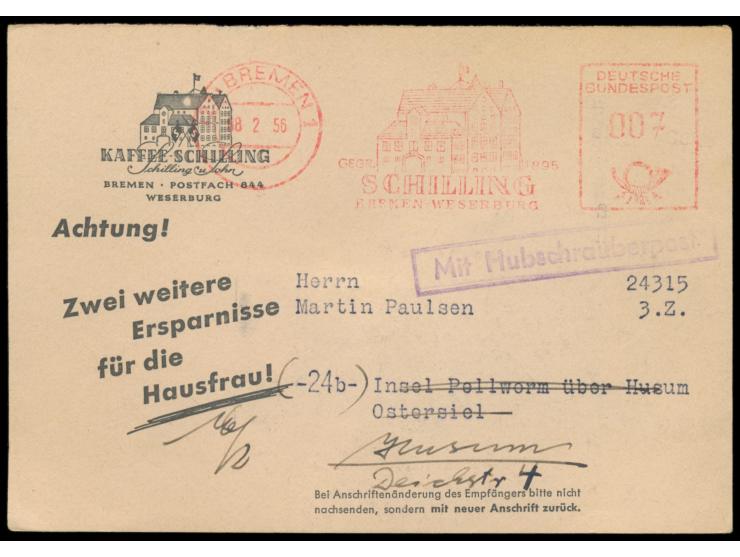 BREMEN 1
8 2 56
KAFFEE-SCHILLING
Schilling u. Sohn
BREMEN · POSTFACH 844
WESERBURG
GEGR. 1895
SCHILLING
BREMEN-WESERBURG
DEUTSCHE
BUNDESPOST
007
Achtung!
Zwei weitere
Ersparnisse
für die
Hausfrau!
Mit Hubschrauberpost
Herrn 24315
Martin Paulsen 3.Z.
(-24b-) Insel Pellworm über Husum
Ostersiel
Husum
Deichstr 4
Bei Anschriftenänderung des Empfängers bitte nicht
nachsenden, sondern mit neuer Anschrift zurück.